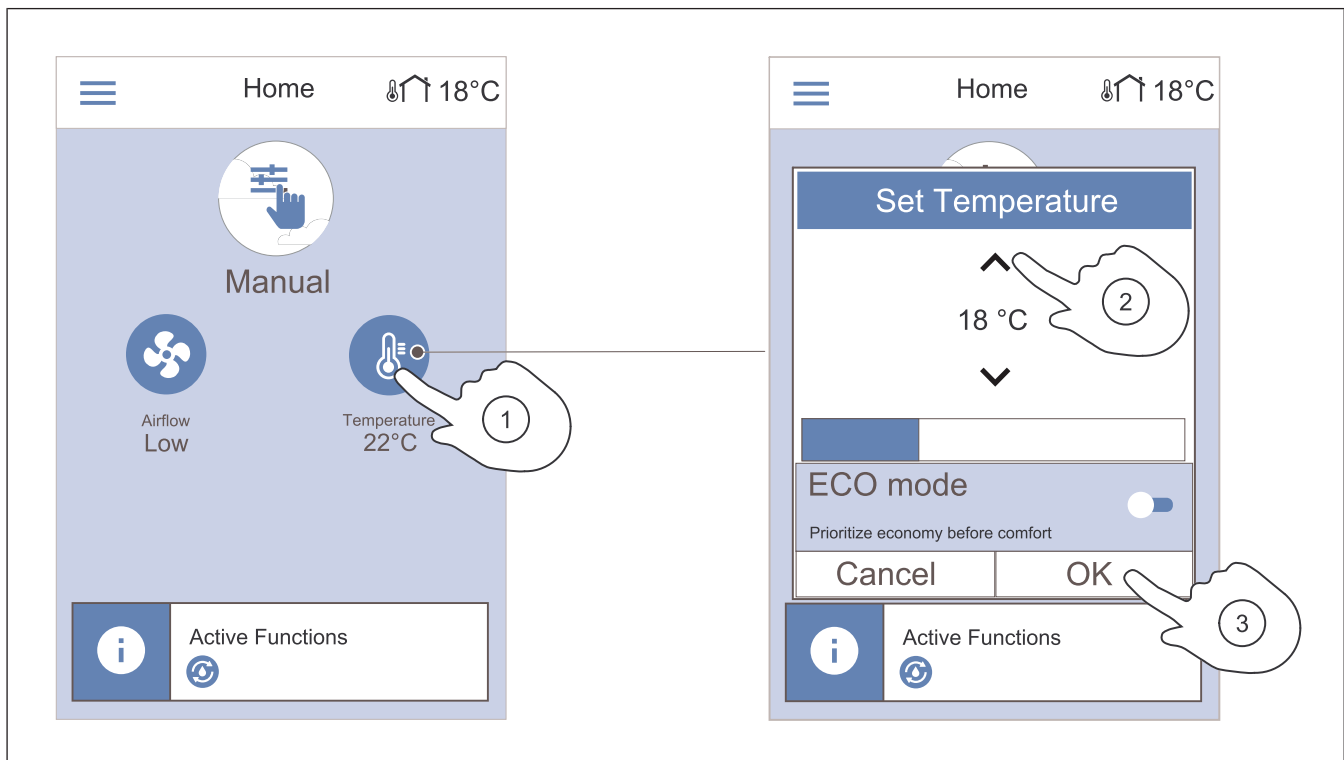 Home 18°C
Manual
Airflow
Low
Temperature
22°C
1
i
Active Functions
Home 18°C
Set Temperature
2
18 °C
ECO mode
Prioritize economy before comfort
Cancel OK
3
i
Active Functions